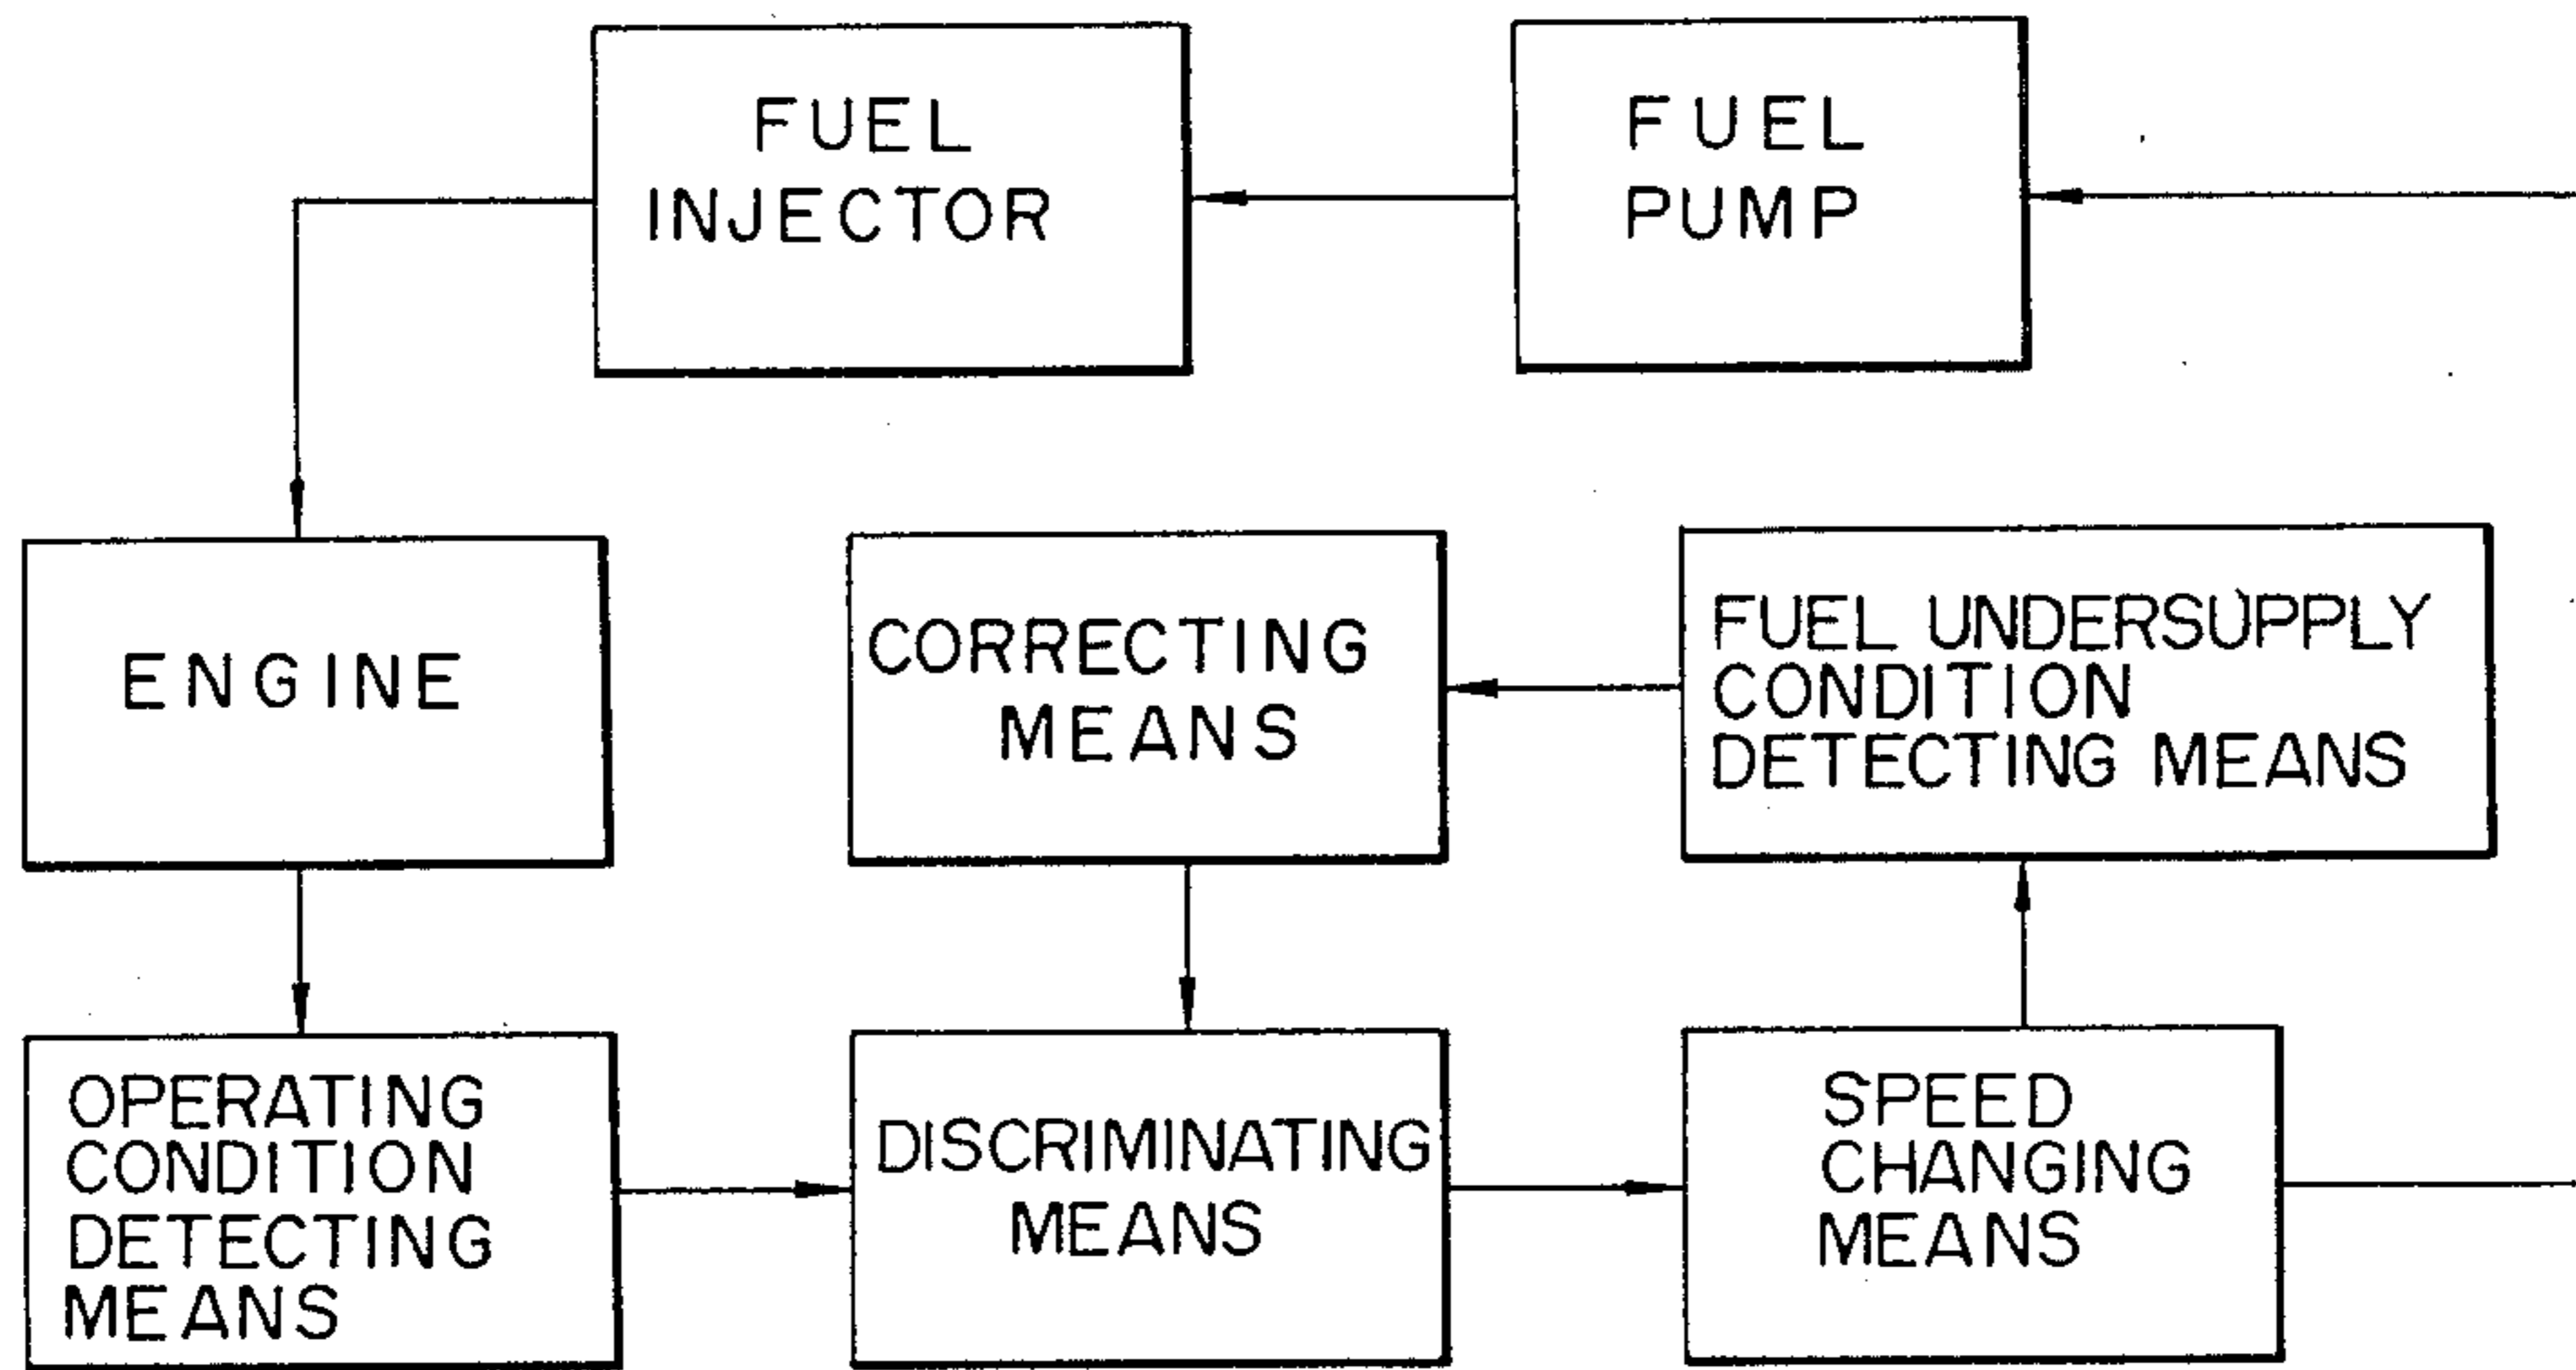 FUEL
INJECTOR
FUEL
PUMP
ENGINE
CORRECTING
MEANS
FUEL UNDERSUPPLY
CONDITION
DETECTING MEANS
OPERATING
CONDITION
DETECTING
MEANS
DISCRIMINATING
MEANS
SPEED
CHANGING
MEANS